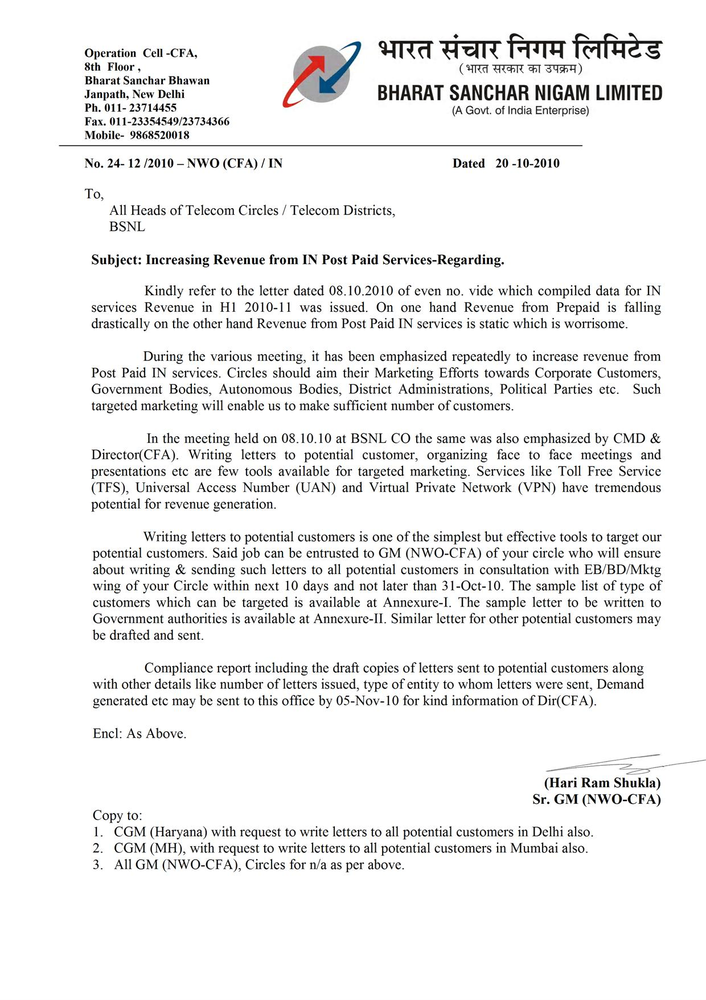 Operation Cell -CFA,
8th Floor ,
Bharat Sanchar Bhawan
Janpath, New Delhi
Ph. 011- 23714455
Fax. 011-23354549/23734366
Mobile- 9868520018
भारत संचार निगम लिमिटेड
(भारत सरकार का उपक्रम)
BHARAT SANCHAR NIGAM LIMITED
(A Govt. of India Enterprise)
No. 24- 12 /2010 – NWO (CFA) / IN Dated 20 -10-2010
To,
All Heads of Telecom Circles / Telecom Districts,
BSNL
Subject: Increasing Revenue from IN Post Paid Services-Regarding.
Kindly refer to the letter dated 08.10.2010 of even no. vide which compiled data for IN
services Revenue in H1 2010-11 was issued. On one hand Revenue from Prepaid is falling
drastically on the other hand Revenue from Post Paid IN services is static which is worrisome.
During the various meeting, it has been emphasized repeatedly to increase revenue from
Post Paid IN services. Circles should aim their Marketing Efforts towards Corporate Customers,
Government Bodies, Autonomous Bodies, District Administrations, Political Parties etc. Such
targeted marketing will enable us to make sufficient number of customers.
In the meeting held on 08.10.10 at BSNL CO the same was also emphasized by CMD &
Director(CFA). Writing letters to potential customer, organizing face to face meetings and
presentations etc are few tools available for targeted marketing. Services like Toll Free Service
(TFS), Universal Access Number (UAN) and Virtual Private Network (VPN) have tremendous
potential for revenue generation.
Writing letters to potential customers is one of the simplest but effective tools to target our
potential customers. Said job can be entrusted to GM (NWO-CFA) of your circle who will ensure
about writing & sending such letters to all potential customers in consultation with EB/BD/Mktg
wing of your Circle within next 10 days and not later than 31-Oct-10. The sample list of type of
customers which can be targeted is available at Annexure-I. The sample letter to be written to
Government authorities is available at Annexure-II. Similar letter for other potential customers may
be drafted and sent.
Compliance report including the draft copies of letters sent to potential customers along
with other details like number of letters issued, type of entity to whom letters were sent, Demand
generated etc may be sent to this office by 05-Nov-10 for kind information of Dir(CFA).
Encl: As Above.
(Hari Ram Shukla)
Sr. GM (NWO-CFA)
Copy to:
1. CGM (Haryana) with request to write letters to all potential customers in Delhi also.
2. CGM (MH), with request to write letters to all potential customers in Mumbai also.
3. All GM (NWO-CFA), Circles for n/a as per above.